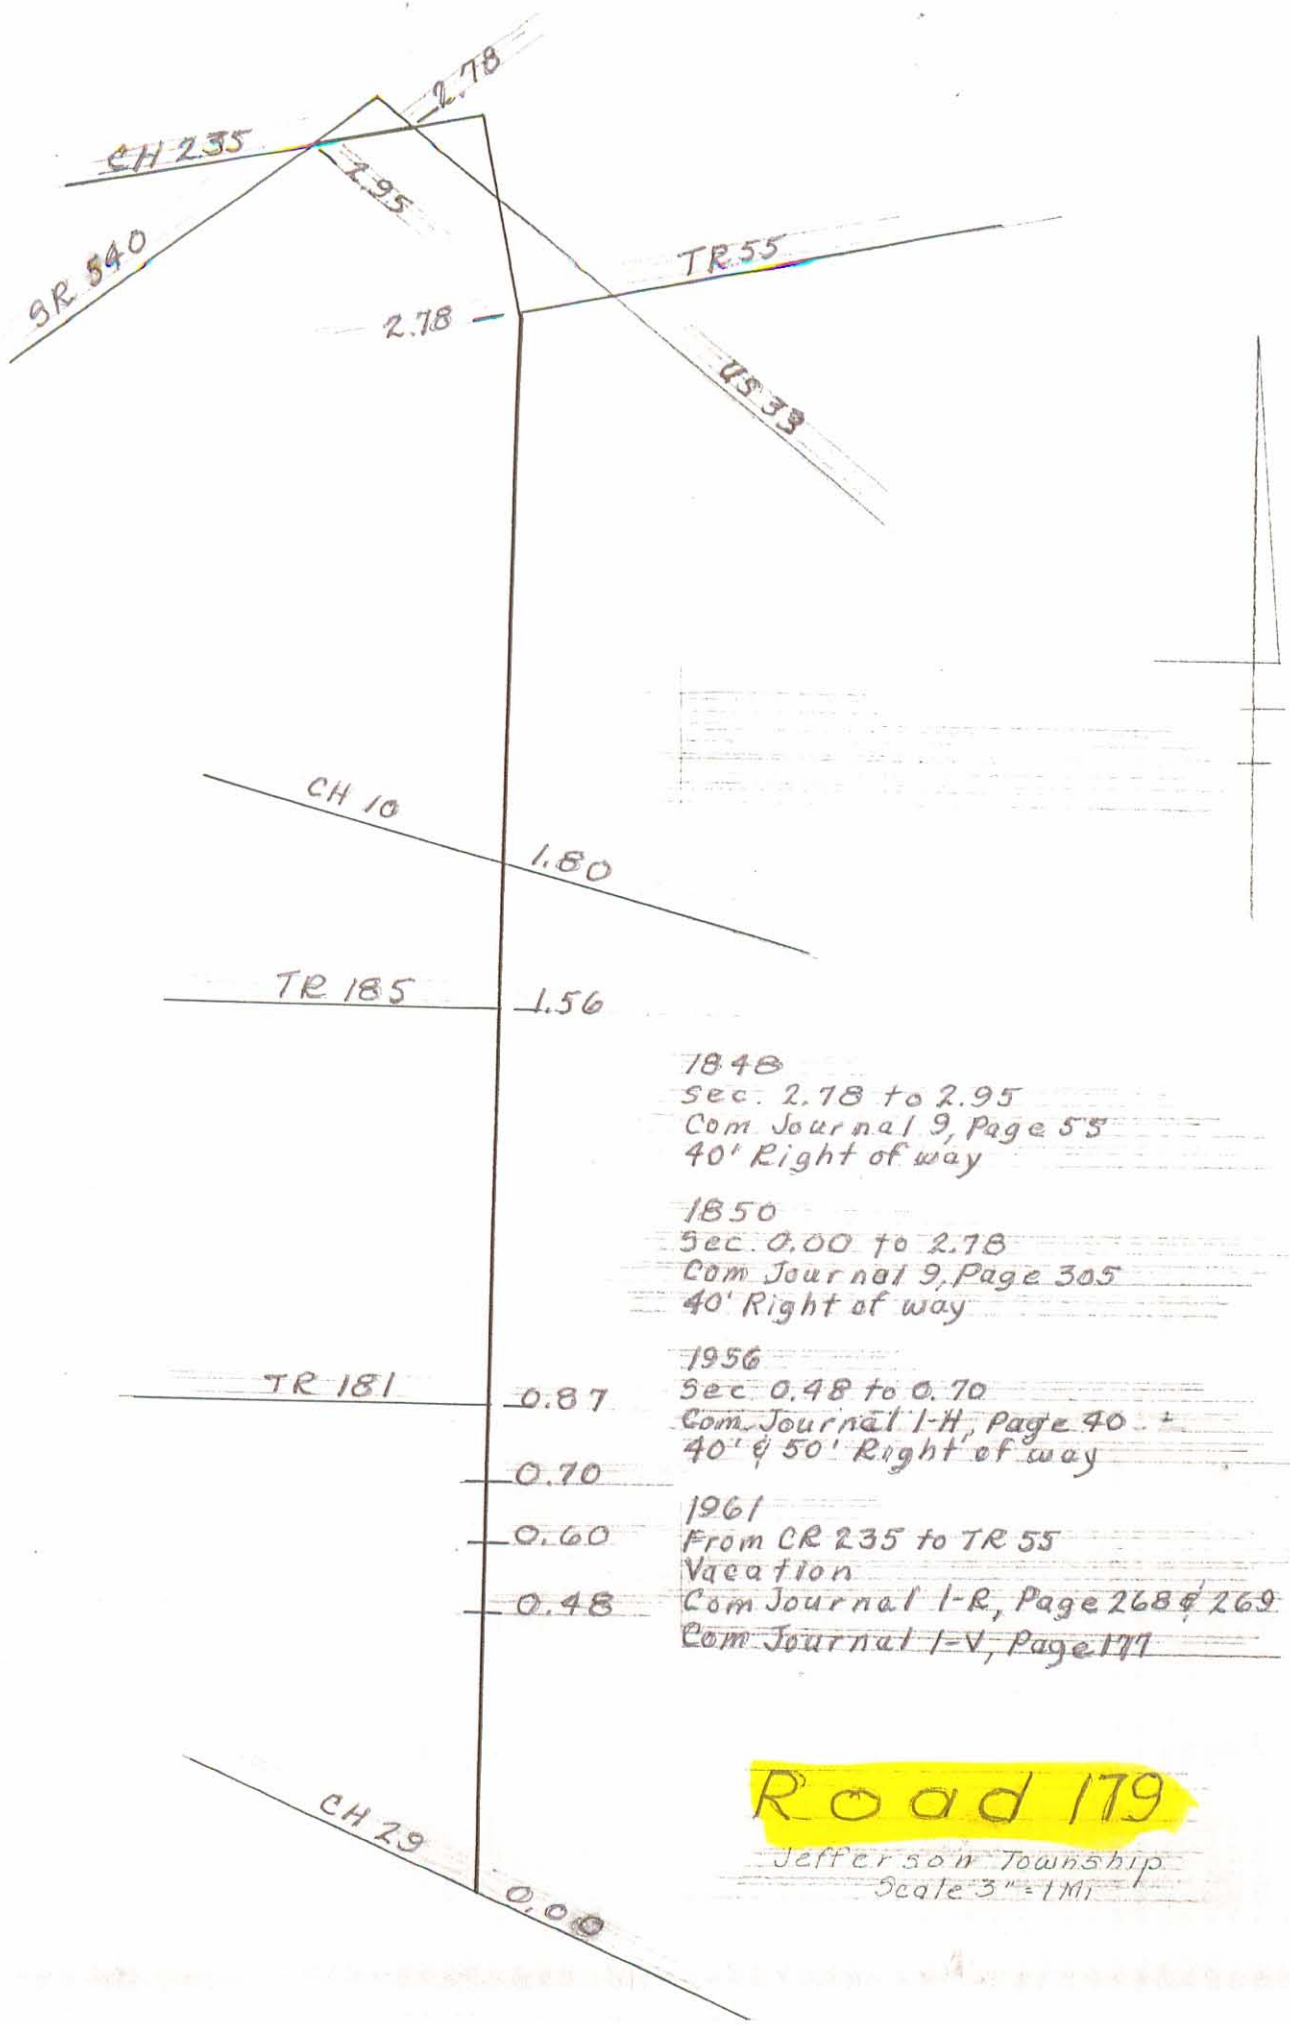 2.78
CH 235
2.95
SR 540
TR 55
2.78
US 33
CH 10
1.80
TR 185
1.56
1848
Sec. 2.78 to 2.95
Com Journal 9, Page 55
40' Right of way
1850
Sec. 0.00 to 2.78
Com Journal 9, Page 305
40' Right of way
1956
Sec 0.48 to 0.70
Com Journal 1-H, Page 40
40' & 50' Right of way
TR 181
0.87
0.70
0.60
0.48
1961
From CR 235 to TR 55
Vacation
Com Journal 1-R, Page 268 & 269
Com Journal 1-V, Page 177
Road 179
Jefferson Township
Scale 3" = 1 Mi
CH 29
0.00